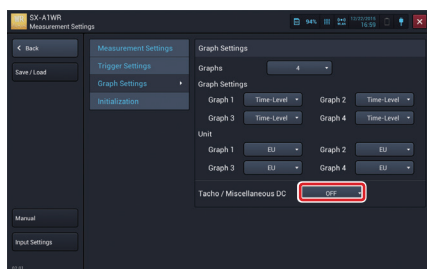 SX-A1WR
Measurement Settings
94%
12/02/2015
16:59
Back
Save / Load
Manual
Input Settings
Measurement Settings
Trigger Settings
Graph Settings
Initialization
Graph Settings
Graphs 4
Graph Settings
Graph 1 Time-Level Graph 2 Time-Level
Graph 3 Time-Level Graph 4 Time-Level
Unit
Graph 1 EU Graph 2 EU
Graph 3 EU Graph 4 EU
Tacho / Miscellaneous DC OFF